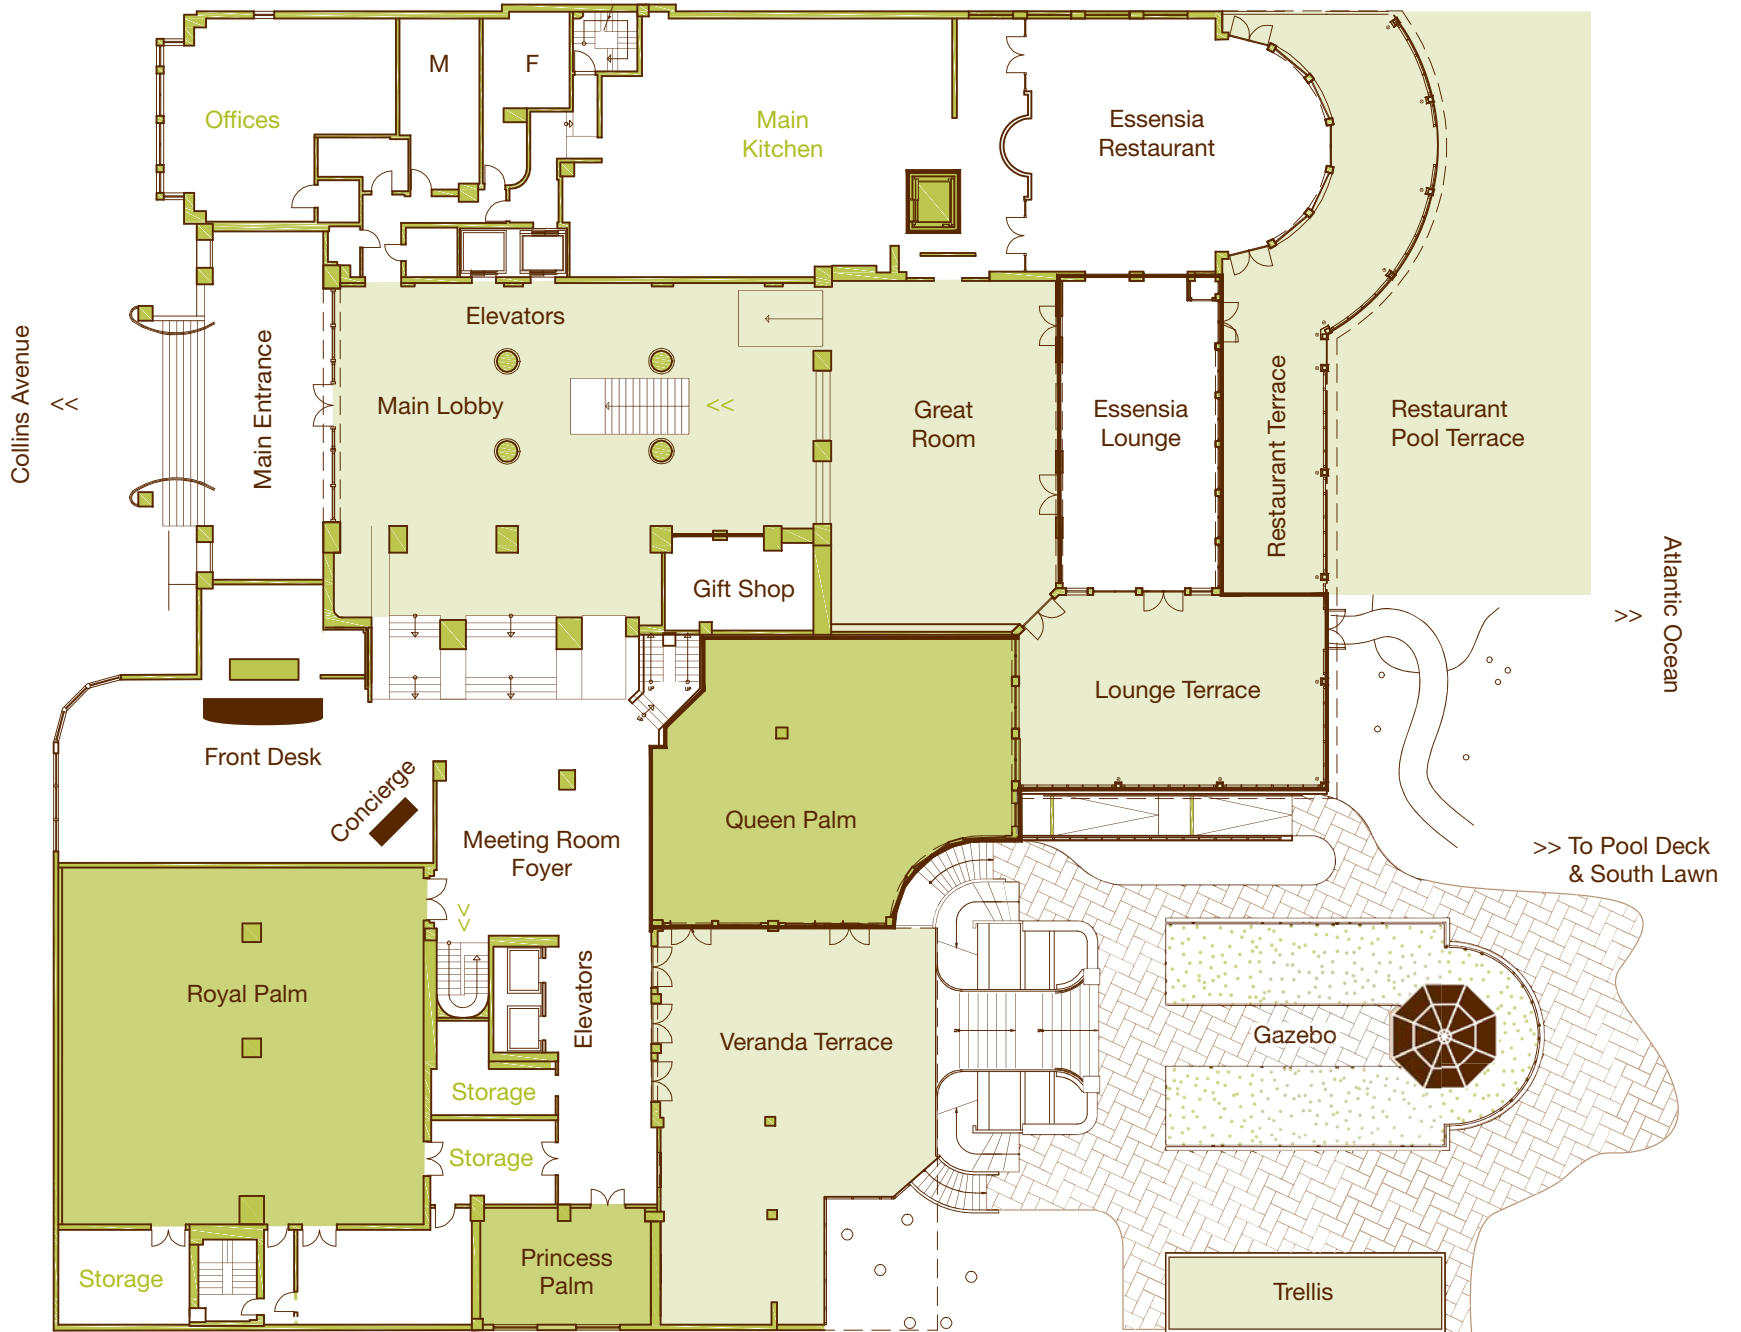 M
F
Offices
Main
Kitchen
Essensia
Restaurant
Elevators
Collins Avenue
<<
Main Entrance
Main Lobby
<<
Great
Room
Essensia
Lounge
Restaurant Terrace
Restaurant
Pool Terrace
Gift Shop
>>
Atlantic Ocean
UP
UP
Lounge Terrace
Front Desk
Concierge
Queen Palm
Meeting Room
Foyer
>> To Pool Deck
& South Lawn
>>
Royal Palm
Elevators
Veranda Terrace
Gazebo
Storage
Storage
Princess
Palm
Storage
Trellis